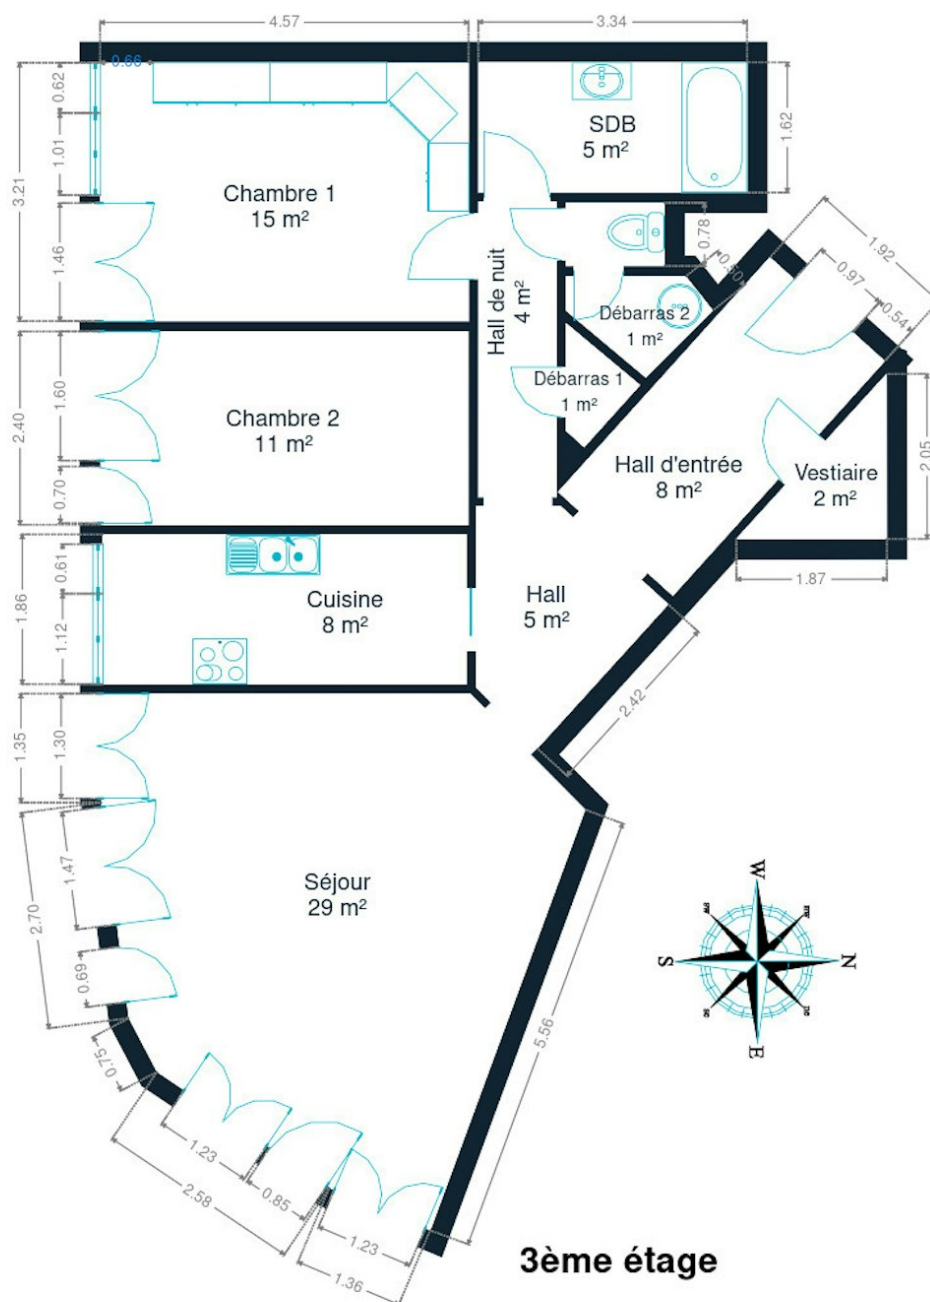 4.57
3.34
0.66
0.62
1.01
3.21
1.46
Chambre 1
15 m²
SDB
5 m²
1.62
0.78
0.50
1.92
0.97
0.54
Hall de nuit
4 m²
Débarras 2
1 m²
Débarras 1
1 m²
1.60
2.40
0.70
Chambre 2
11 m²
Hall d'entrée
8 m²
Vestiaire
2 m²
2.05
1.87
0.61
1.86
1.12
Cuisine
8 m²
Hall
5 m²
2.42
1.35
1.30
1.47
2.70
0.69
0.75
Séjour
29 m²
5.56
W
S
N
E
1.23
2.58
0.85
1.23
1.36
3ème étage